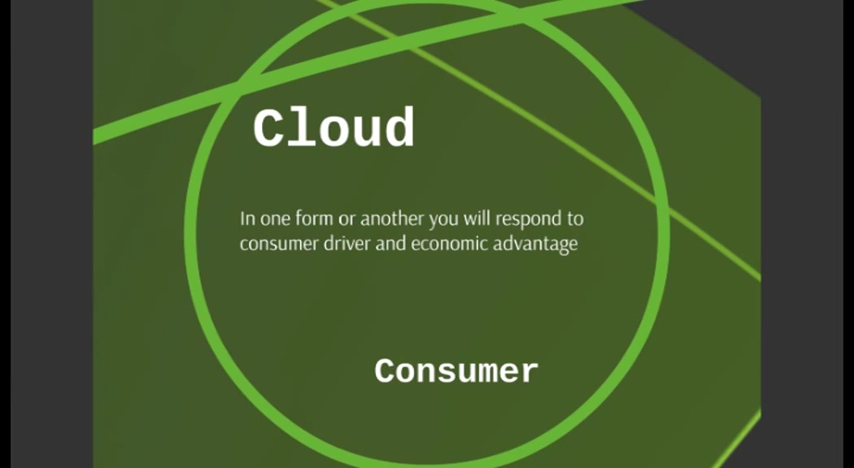 Cloud
In one form or another you will respond to
consumer driver and economic advantage
Consumer